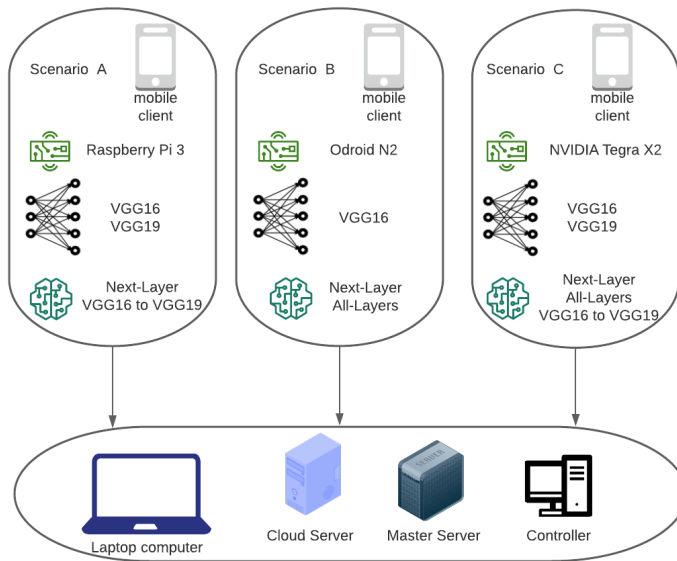 Scenario A
mobile
client
Raspberry Pi 3
VGG16
VGG19
Next-Layer
VGG16 to VGG19
Scenario B
mobile
client
Odroid N2
VGG16
Next-Layer
All-Layers
Scenario C
mobile
client
NVIDIA Tegra X2
VGG16
VGG19
Next-Layer
All-Layers
VGG16 to VGG19
SERVER
Laptop computer
Cloud Server
Master Server
Controller